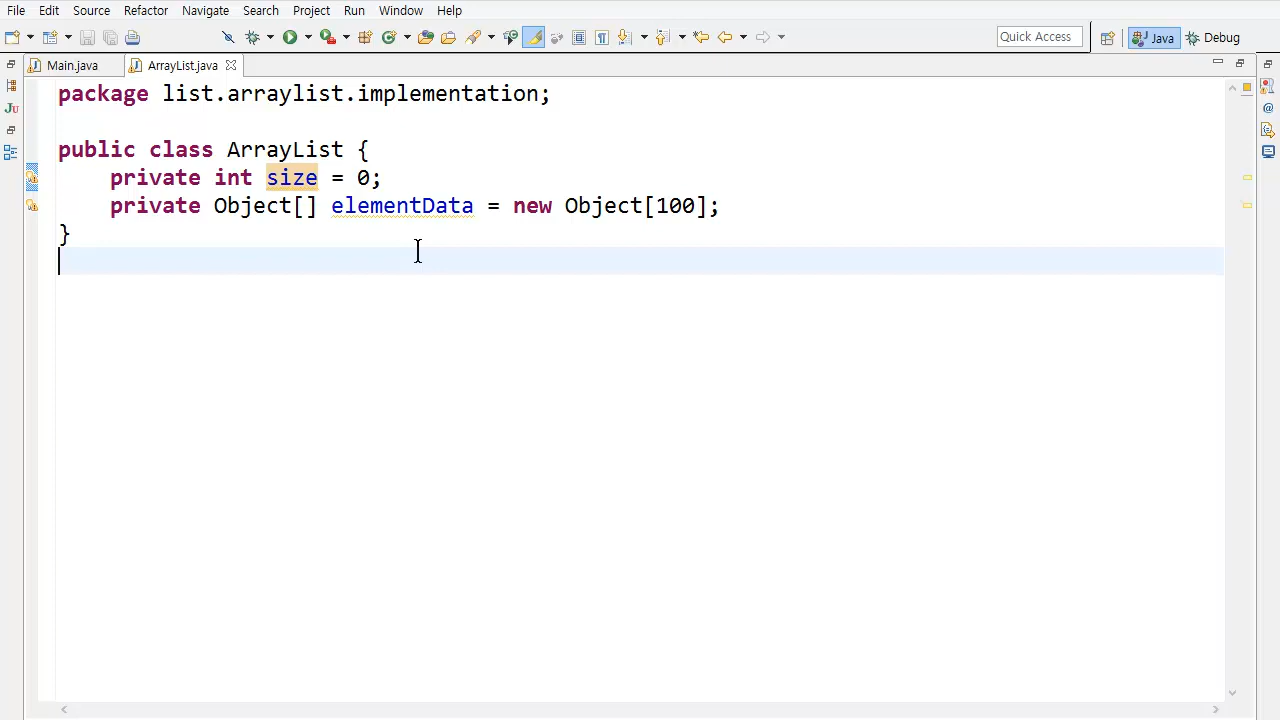 File Edit Source Refactor Navigate Search Project Run Window Help
Quick Access Java Debug
Main.java ArrayList.java
package list.arraylist.implementation;
public class ArrayList {
private int size = 0;
private Object[] elementData = new Object[100];
}